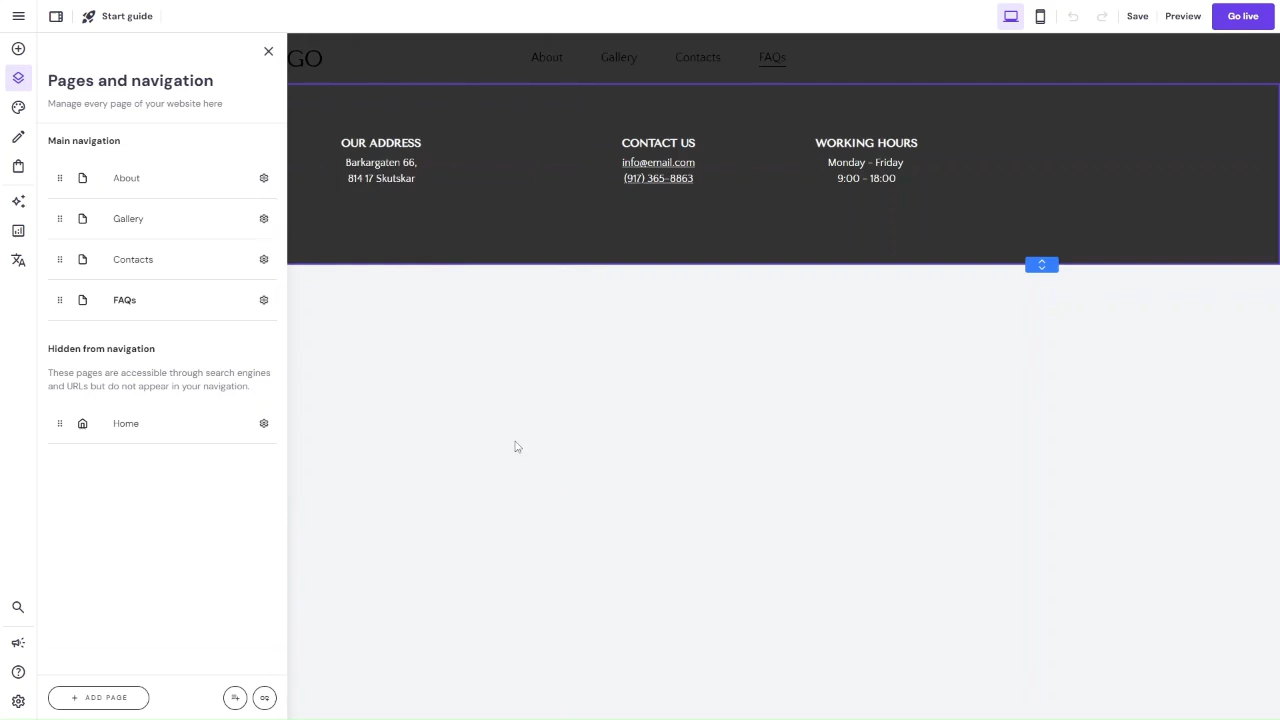 Start guide
Save
Preview
Go live
Pages and navigation
Manage every page of your website here
Main navigation
About
Gallery
Contacts
FAQs
Hidden from navigation
These pages are accessible through search engines
and URLs but do not appear in your navigation.
Home
+ ADD PAGE
GO
About
Gallery
Contacts
FAQs
OUR ADDRESS
Barkargaten 66,
814 17 Skutskar
CONTACT US
info@email.com
(917) 365-8863
WORKING HOURS
Monday - Friday
9:00 - 18:00